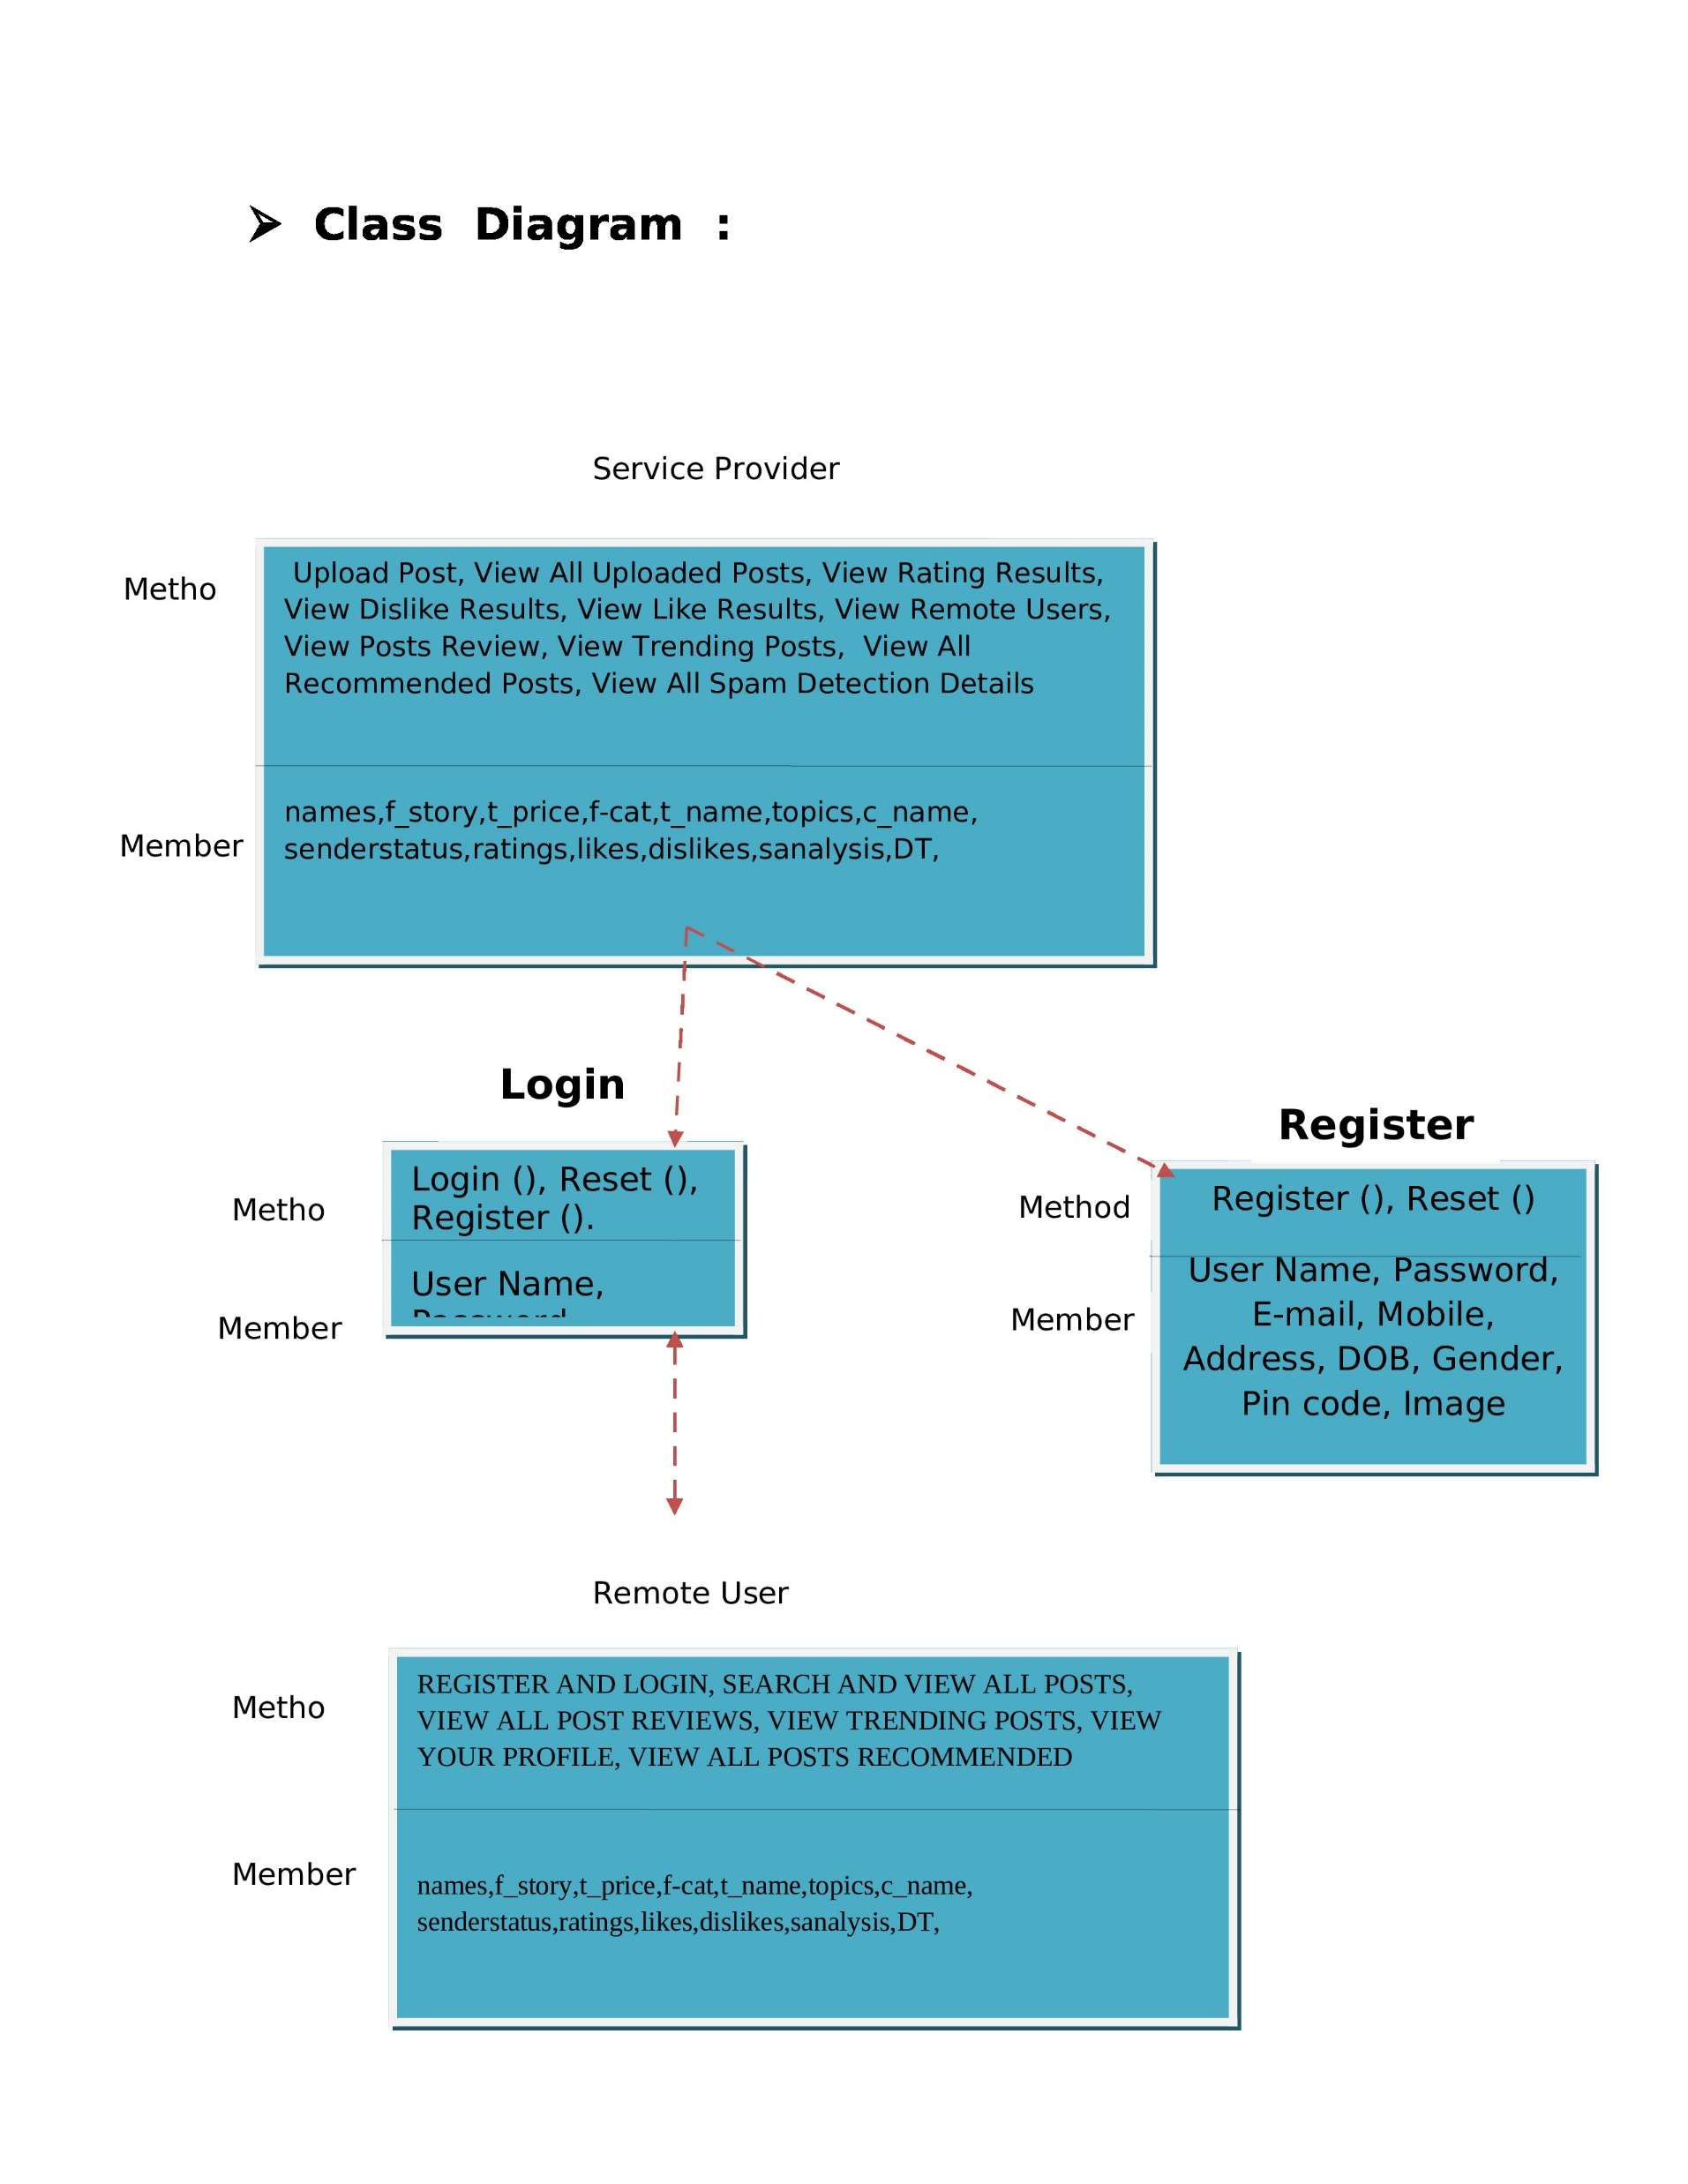 ➢ Class Diagram :
Service Provider
Metho
Upload Post, View All Uploaded Posts, View Rating Results,
View Dislike Results, View Like Results, View Remote Users,
View Posts Review, View Trending Posts, View All
Recommended Posts, View All Spam Detection Details
Member
names,f_story,t_price,f-cat,t_name,topics,c_name,
senderstatus,ratings,likes,dislikes,sanalysis,DT,
Login
Metho
Login (), Reset (),
Register ().
Member
User Name,
Register
Method
Register (), Reset ()
Member
User Name, Password,
E-mail, Mobile,
Address, DOB, Gender,
Pin code, Image
Remote User
Metho
REGISTER AND LOGIN, SEARCH AND VIEW ALL POSTS,
VIEW ALL POST REVIEWS, VIEW TRENDING POSTS, VIEW
YOUR PROFILE, VIEW ALL POSTS RECOMMENDED
Member
names,f_story,t_price,f-cat,t_name,topics,c_name,
senderstatus,ratings,likes,dislikes,sanalysis,DT,